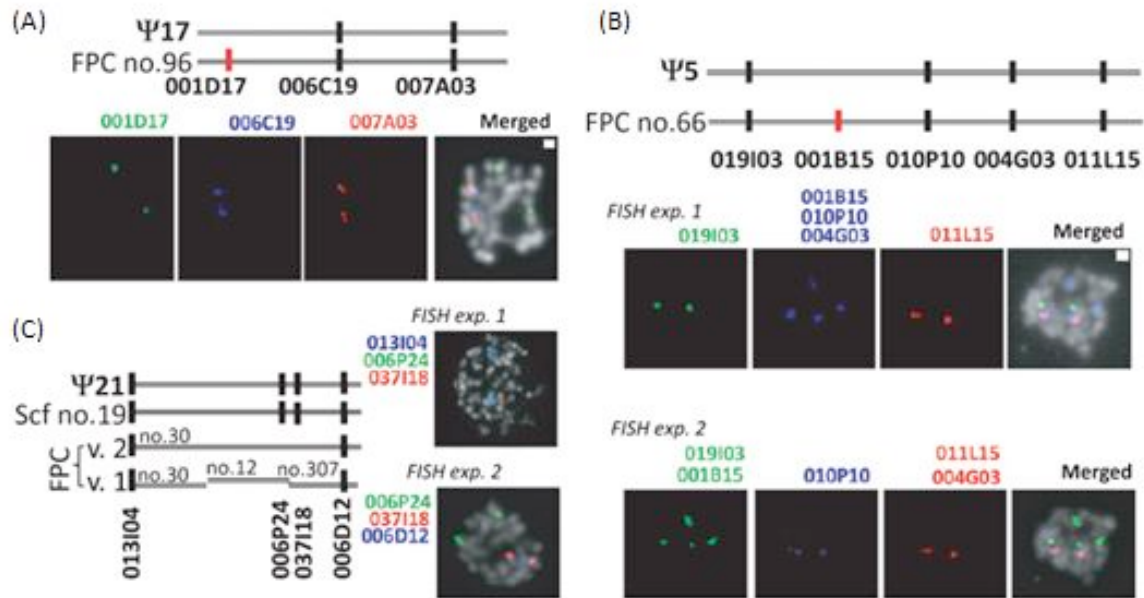 (A)
Ψ17
FPC no.96
001D17 006C19 007A03
001D17 006C19 007A03 Merged
(B)
Ψ5
FPC no.66
019I03 001B15 010P10 004G03 011L15
FISH exp. 1
001B15
010P10
004G03
019I03 011L15 Merged
FISH exp. 2
019I03
001B15
010P10
011L15
004G03
Merged
(C)
Ψ21
Scf no.19
FPC
v. 2 no.30
v. 1 no.30 no.12 no.307
013I04
006P24
037I18
006D12
FISH exp. 1
013I04
006P24
037I18
FISH exp. 2
006P24
037I18
006D12